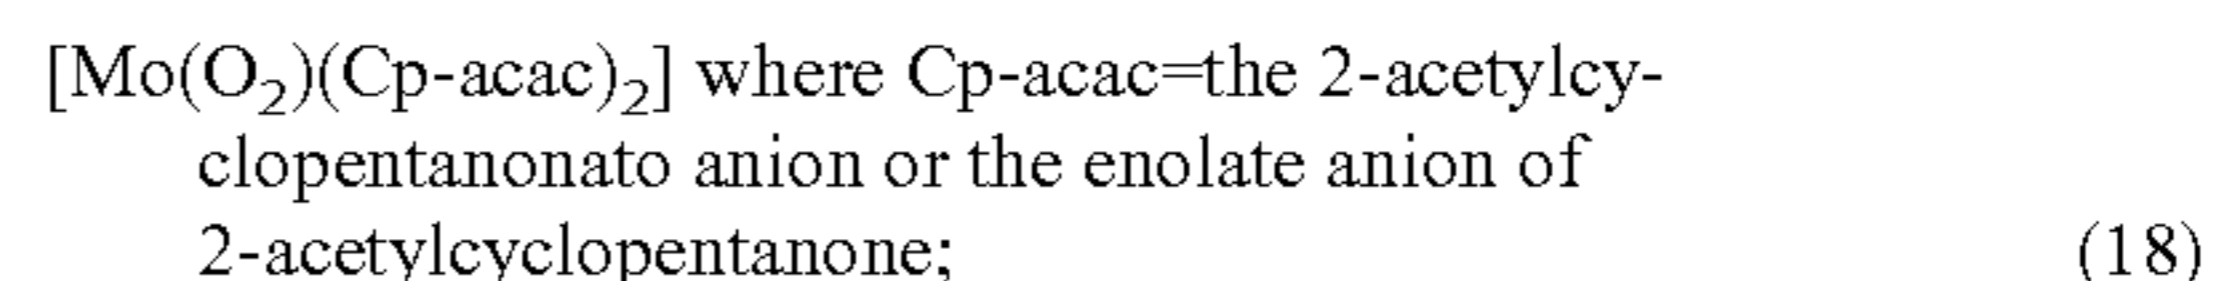 [Mo(O₂)(Cp-acac)₂] where Cp-acac=the 2-acetylcy-
clopentanonato anion or the enolate anion of
2-acetylcyclopentanone; (18)